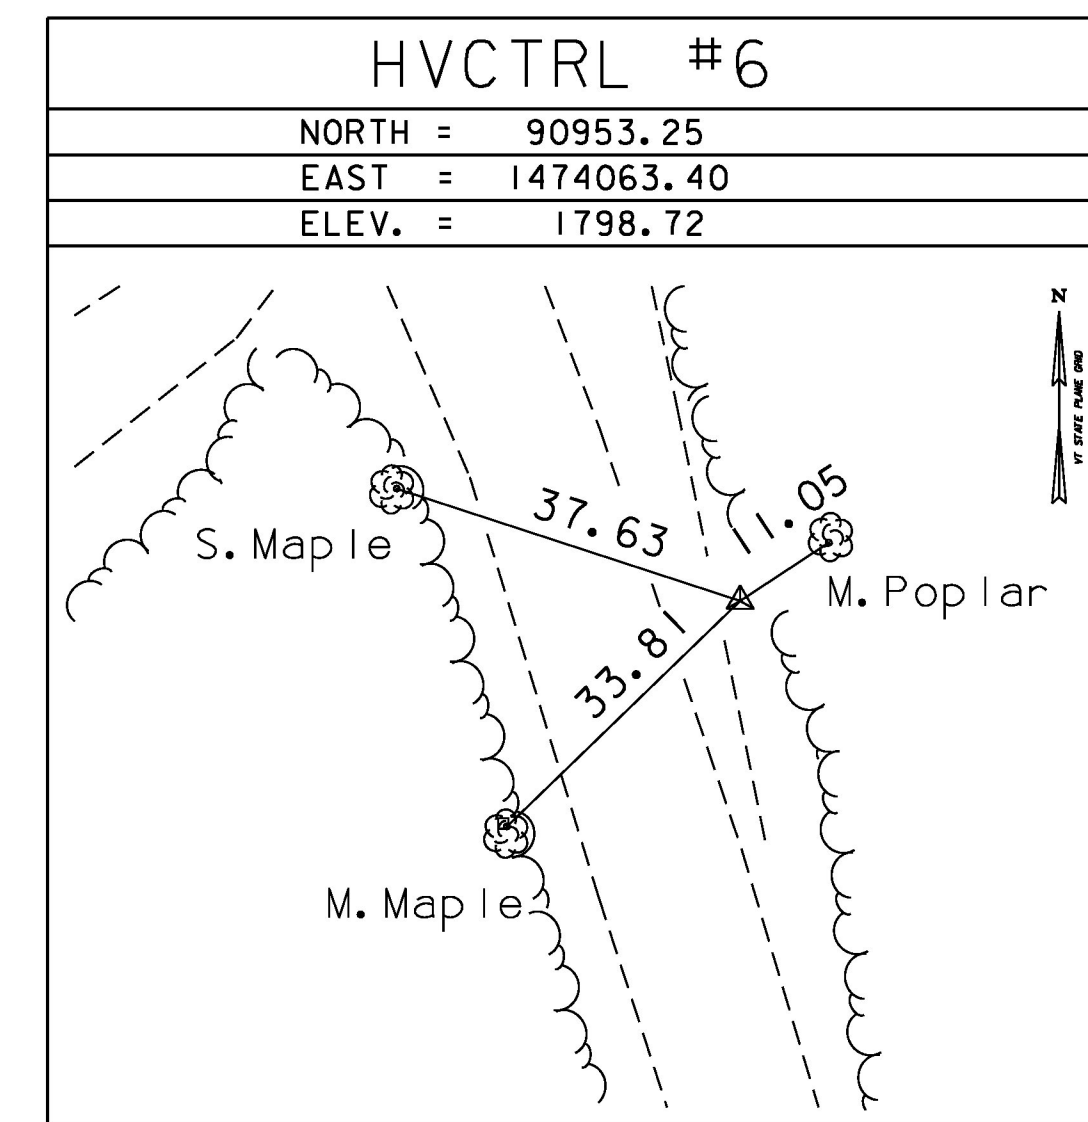 HVCTRL #6
NORTH = 90953.25
EAST = 1474063.40
ELEV. = 1798.72
N
VT STATE PLANE GRID
37.63
11.05
S. Maple
M. Poplar
33.81
M. Maple